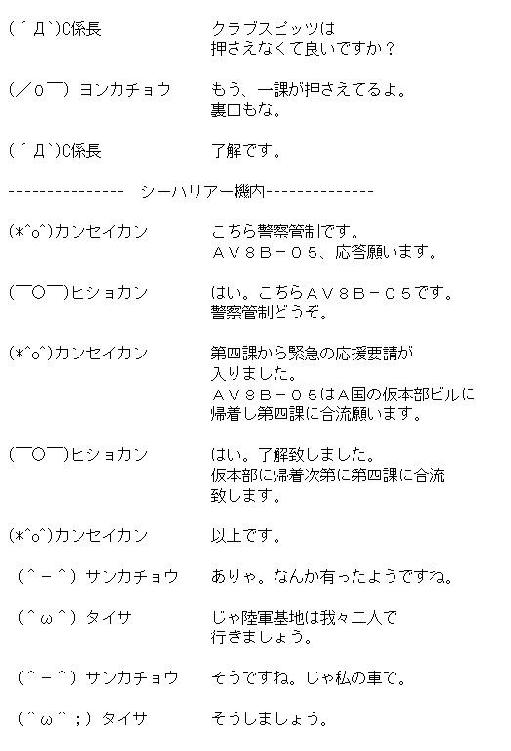 (´Д`)C係長　クラブスピッツは
押さえなくて良いですか？
(／０￣) ヨンカチョウ　もう、一課が押さえてるよ。
裏口もな。
(´Д`)C係長　了解です。
---------------　シーハリアー機内--------------
(*^o^)カンセイカン　こちら警察管制です。
ＡＶ８Ｂ－０５、応答願います。
(￣○￣)ヒショカン　はい。こちらＡＶ８Ｂ－０５です。
警察管制どうぞ。
(*^o^)カンセイカン　第四課から緊急の応援要請が
入りました。
ＡＶ８Ｂ－０５はＡ国の仮本部ビルに
帰着し第四課に合流願います。
(￣○￣)ヒショカン　はい。了解致しました。
仮本部に帰着次第に第四課に合流
致します。
(*^o^)カンセイカン　以上です。
(＾－＾) サンカチョウ　ありゃ。なんか有ったようですね。
(＾ω＾) タイサ　じゃ陸軍基地は我々二人で
行きましょう。
(＾－＾) サンカチョウ　そうですね。じゃ私の車で。
(＾ω＾；) タイサ　そうしましょう。